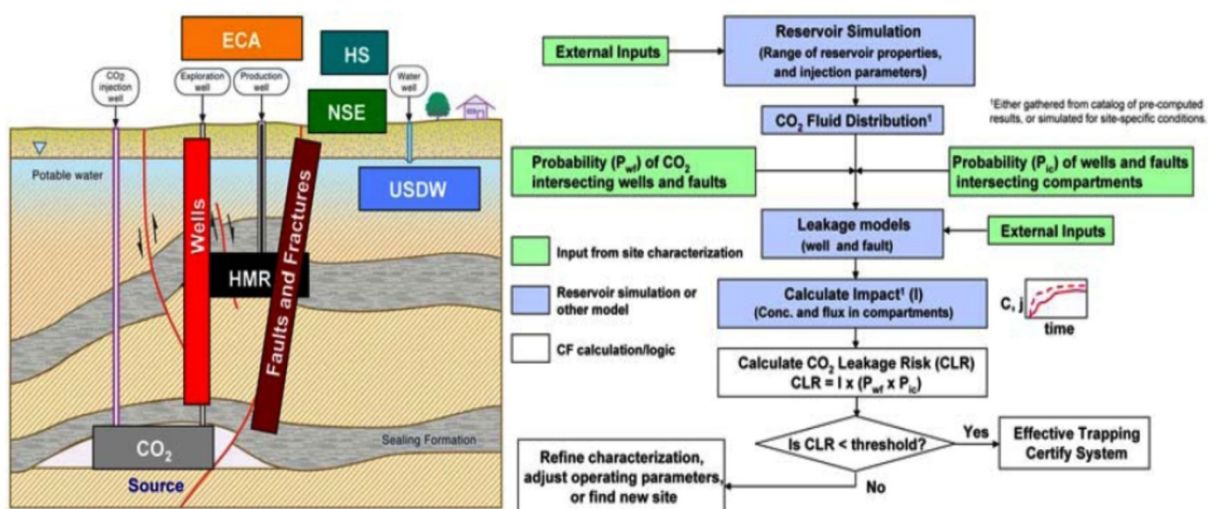 ECA
HS
NSE
CO2 injection well
Exploration well
Production well
Water well
Potable water
USDW
Wells
HMR
Faults and Fractures
CO₂
Sealing Formation
Source
External Inputs
Reservoir Simulation
(Range of reservoir properties,
and injection parameters)
CO₂ Fluid Distribution¹
¹Either gathered from catalog of pre-computed
results, or simulated for site-specific conditions.
Probability (P_wf) of CO₂
intersecting wells and faults
Probability (P_ic) of wells and faults
intersecting compartments
Leakage models
(well and fault)
External Inputs
Input from site characterization
Reservoir simulation or
other model
CF calculation/logic
Calculate Impact¹ (I)
(Conc. and flux in compartments)
C, j
time
Calculate CO₂ Leakage Risk (CLR)
CLR = I x (P_wf x P_ic)
Is CLR < threshold?
Yes
Effective Trapping
Certify System
No
Refine characterization,
adjust operating parameters,
or find new site